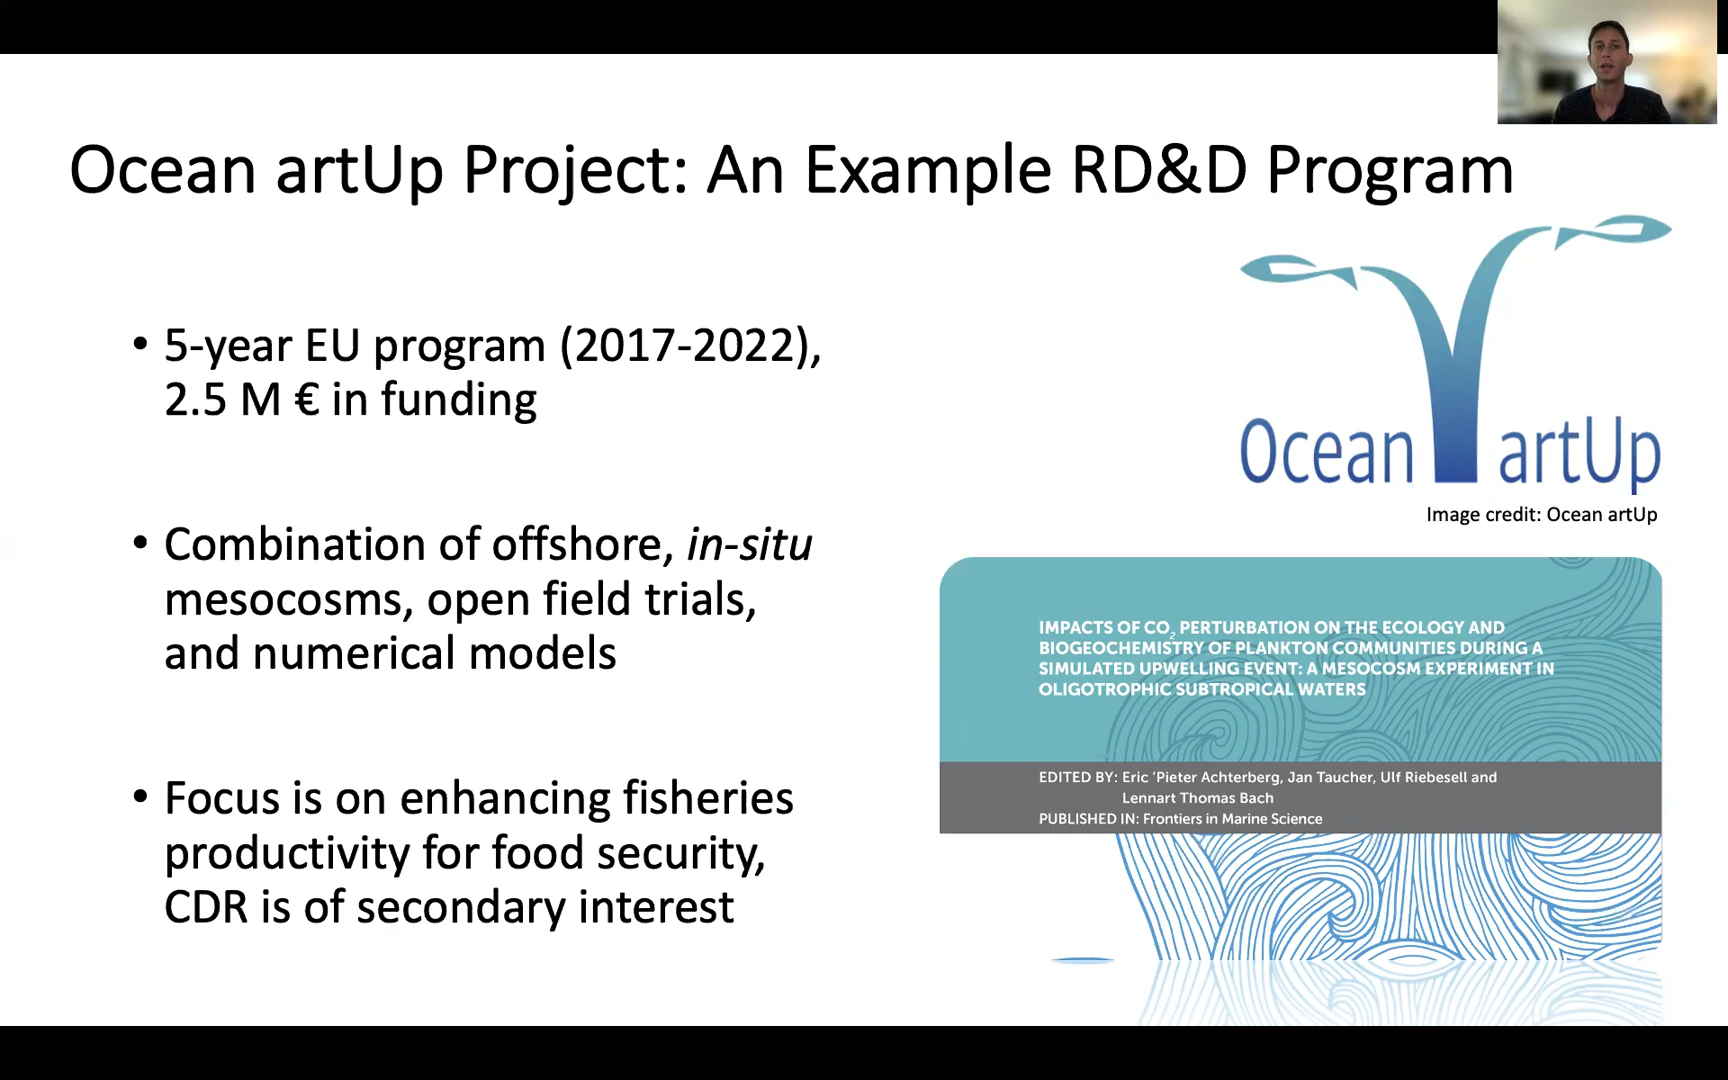 Ocean artUp Project: An Example RD&D Program
• 5-year EU program (2017-2022),
2.5 M € in funding
• Combination of offshore, in-situ
mesocosms, open field trials,
and numerical models
• Focus is on enhancing fisheries
productivity for food security,
CDR is of secondary interest
Ocean artUp
Image credit: Ocean artUp
IMPACTS OF CO₂ PERTURBATION ON THE ECOLOGY AND
BIOGEOCHEMISTRY OF PLANKTON COMMUNITIES DURING A
SIMULATED UPWELLING EVENT: A MESOCOSM EXPERIMENT IN
OLIGOTROPHIC SUBTROPICAL WATERS
EDITED BY: Eric 'Pieter Achterberg, Jan Taucher, Ulf Riebesell and
Lennart Thomas Bach
PUBLISHED IN: Frontiers in Marine Science